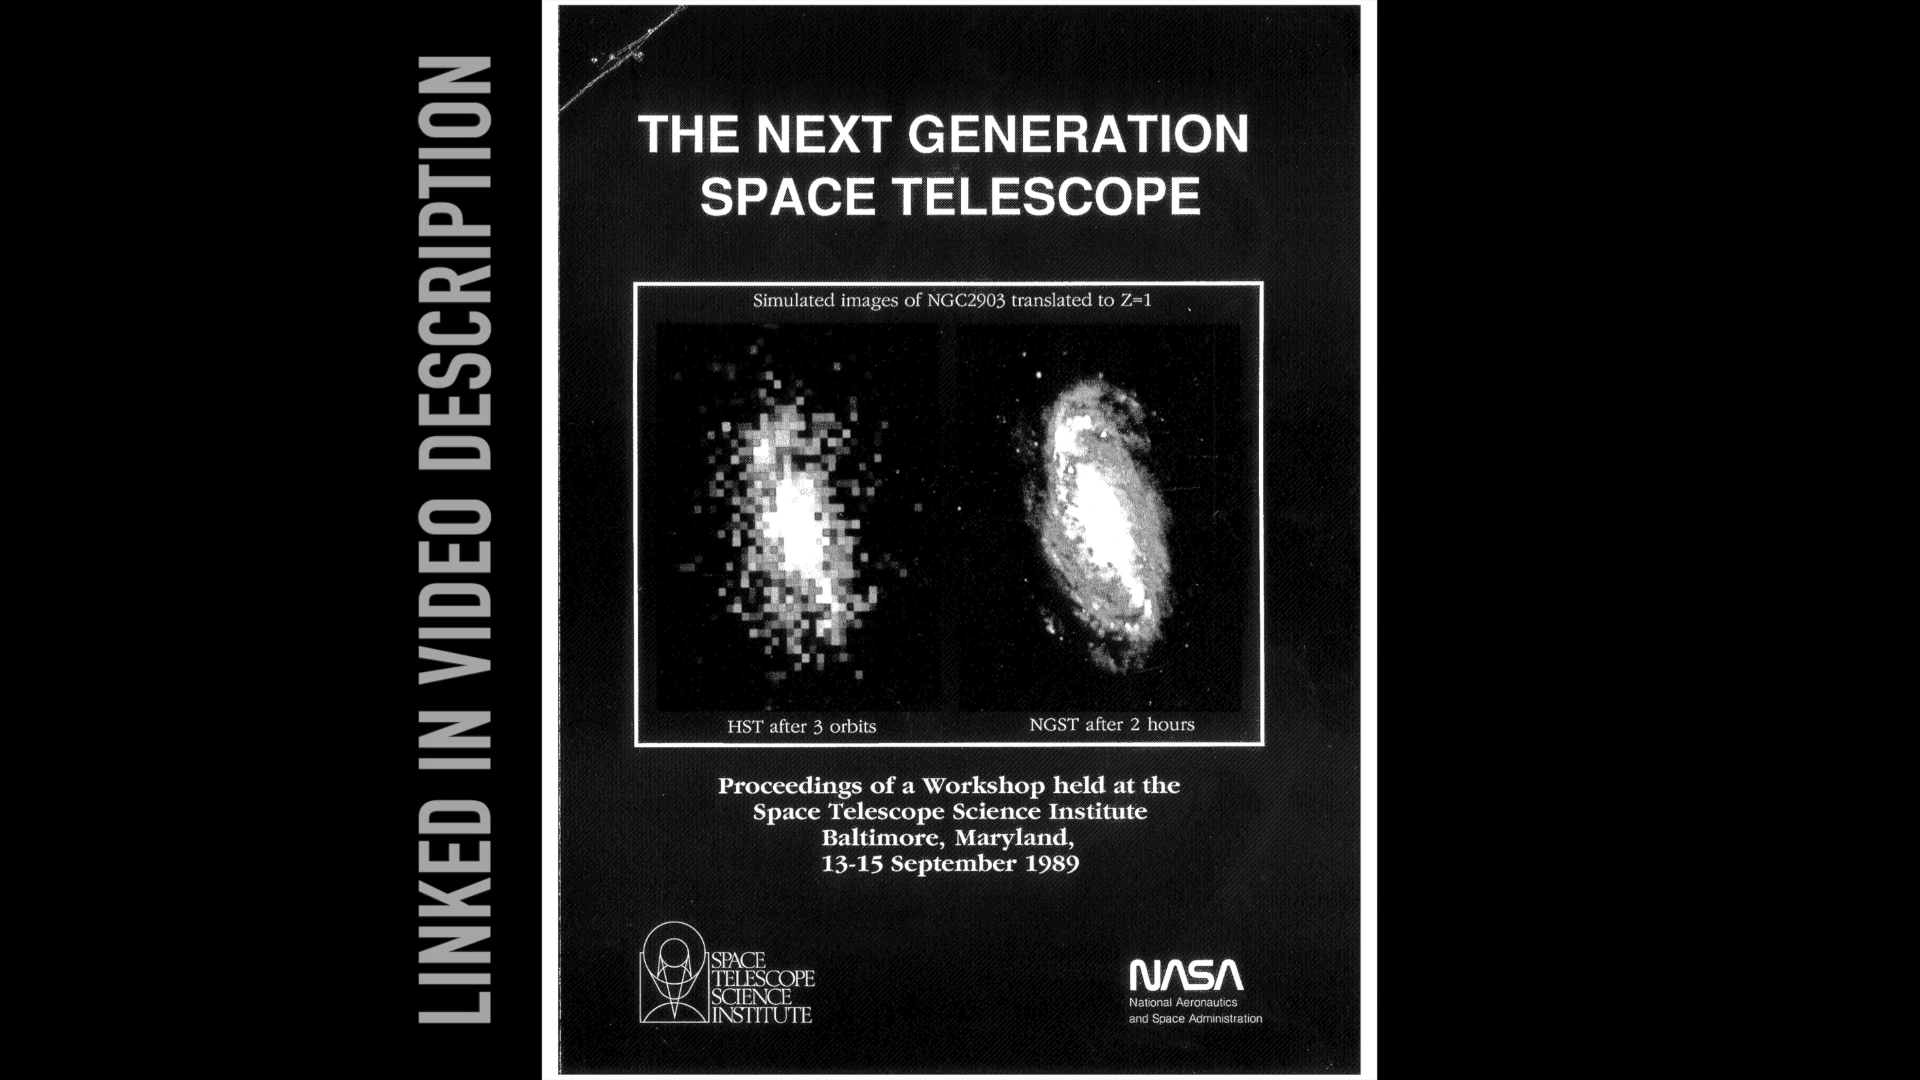 LINKED IN VIDEO DESCRIPTION
THE NEXT GENERATION
SPACE TELESCOPE
Simulated images of NGC2903 translated to Z=1
HST after 3 orbits
NGST after 2 hours
Proceedings of a Workshop held at the
Space Telescope Science Institute
Baltimore, Maryland,
13-15 September 1989
SPACE
TELESCOPE
SCIENCE
INSTITUTE
NASA
National Aeronautics
and Space Administration